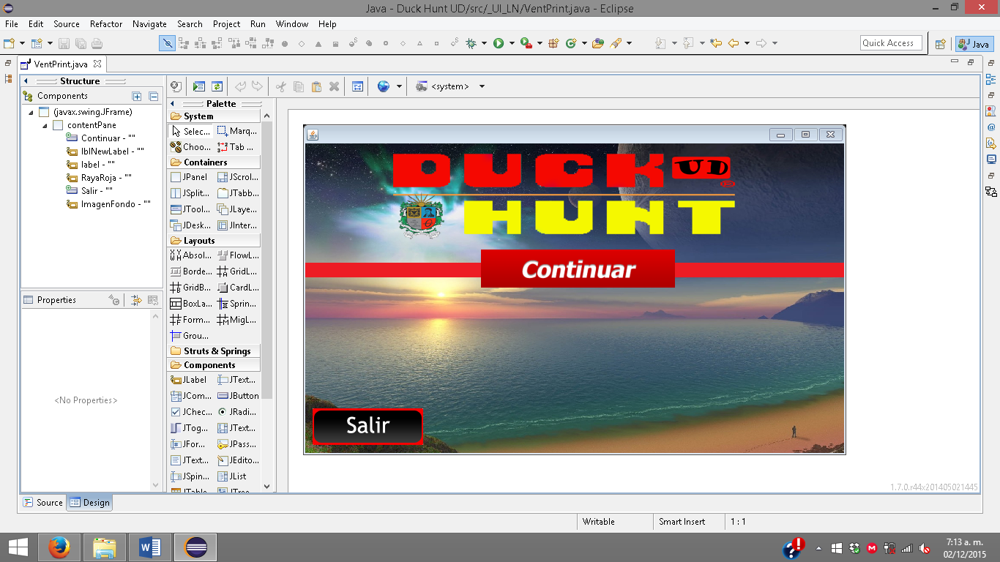 Java - Duck Hunt UD/src/_UI_LN/VentPrint.java - Eclipse
File Edit Source Refactor Navigate Search Project Run Window Help
Quick Access
Java
VentPrint.java
Structure
Components
(javax.swing.JFrame)
contentPane
Continuar - ""
lblNewLabel - ""
label - ""
RayaRoja - ""
Salir - ""
ImagenFondo - ""
Properties
<No Properties>
<system>
Palette
System
Selec... Marq...
Choo... Tab ...
Containers
JPanel JScrol...
JSplit... JTabb...
JTool... JLaye...
JDesk... JInter...
Layouts
Absol... FlowL...
Borde... GridL...
GridB... CardL...
BoxLa... Sprin...
Form... MigL...
Grou...
Struts & Springs
Components
JLabel JText...
JCom... JButton
JChec... JRadi...
JTog... JText...
JFor... JPass...
JText... JEdito...
JSpin... JList
JTable JTree
DUCK UD
HUNT
Continuar
Salir
1.7.0.r44x201405021445
Source Design
Writable Smart Insert 1 : 1
7:13 a. m.
02/12/2015